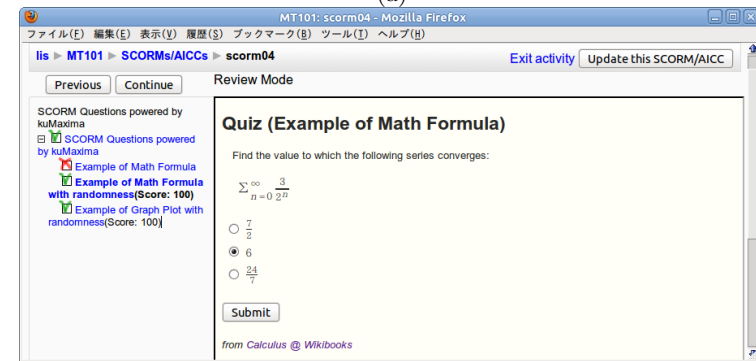 MT101: scorm04 - Mozilla Firefox
ファイル(F) 編集(E) 表示(V) 履歴(S) ブックマーク(B) ツール(T) ヘルプ(H)
lis ► MT101 ► SCORMs/AICCs ► scorm04
Exit activity Update this SCORM/AICC
Previous Continue Review Mode
SCORM Questions powered by
kuMaxima
SCORM Questions powered
by kuMaxima
Example of Math Formula
Example of Math Formula
with randomness(Score: 100)
Example of Graph Plot with
randomness(Score: 100)
Quiz (Example of Math Formula)
Find the value to which the following series converges:
∑ ∞ n=0 3/2^n
7/2
6
24/7
Submit
from Calculus @ Wikibooks